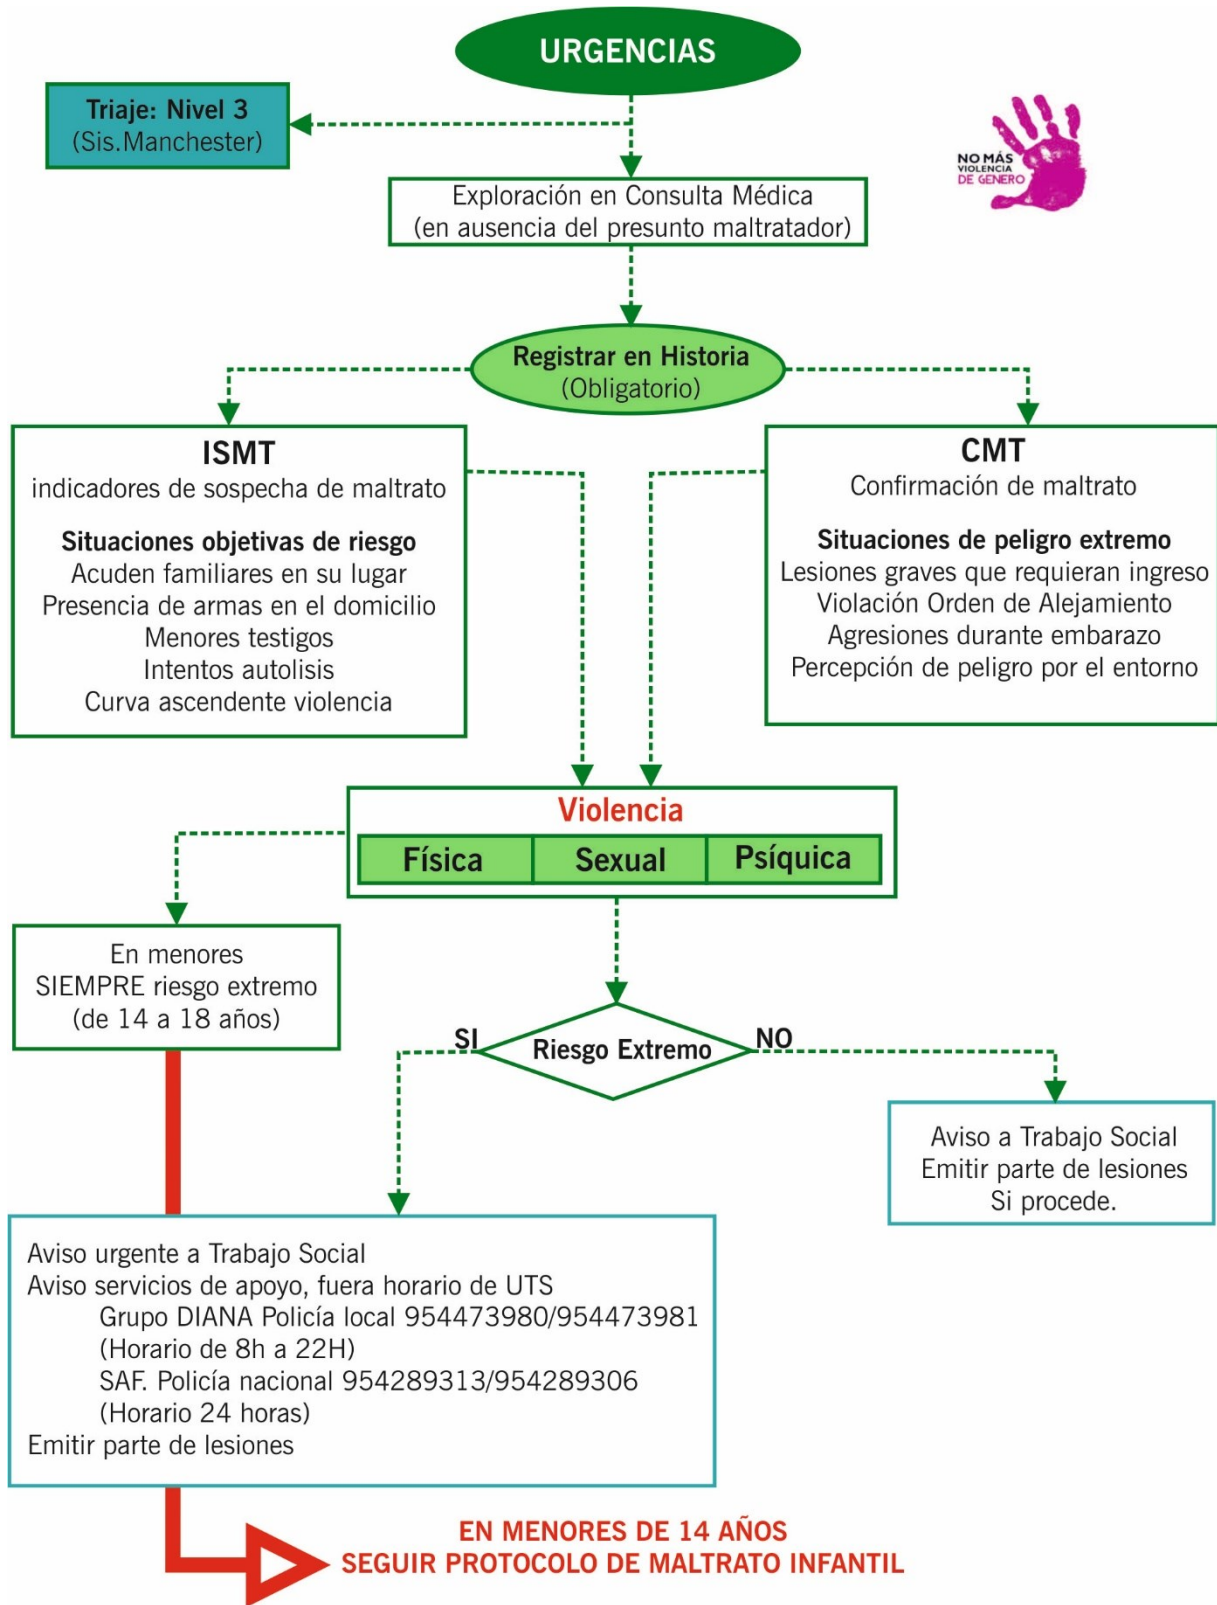 URGENCIAS
Triaje: Nivel 3
(Sis.Manchester)
NO MÁS
VIOLENCIA
DE GENERO
Exploración en Consulta Médica
(en ausencia del presunto maltratador)
Registrar en Historia
(Obligatorio)
ISMT
indicadores de sospecha de maltrato
Situaciones objetivas de riesgo
Acuden familiares en su lugar
Presencia de armas en el domicilio
Menores testigos
Intentos autolisis
Curva ascendente violencia
CMT
Confirmación de maltrato
Situaciones de peligro extremo
Lesiones graves que requieran ingreso
Violación Orden de Alejamiento
Agresiones durante embarazo
Percepción de peligro por el entorno
Violencia
Física
Sexual
Psíquica
En menores
SIEMPRE riesgo extremo
(de 14 a 18 años)
SI
Riesgo Extremo
NO
Aviso a Trabajo Social
Emitir parte de lesiones
Si procede.
Aviso urgente a Trabajo Social
Aviso servicios de apoyo, fuera horario de UTS
Grupo DIANA Policía local 954473980/954473981
(Horario de 8h a 22H)
SAF. Policía nacional 954289313/954289306
(Horario 24 horas)
Emitir parte de lesiones
EN MENORES DE 14 AÑOS
SEGUIR PROTOCOLO DE MALTRATO INFANTIL